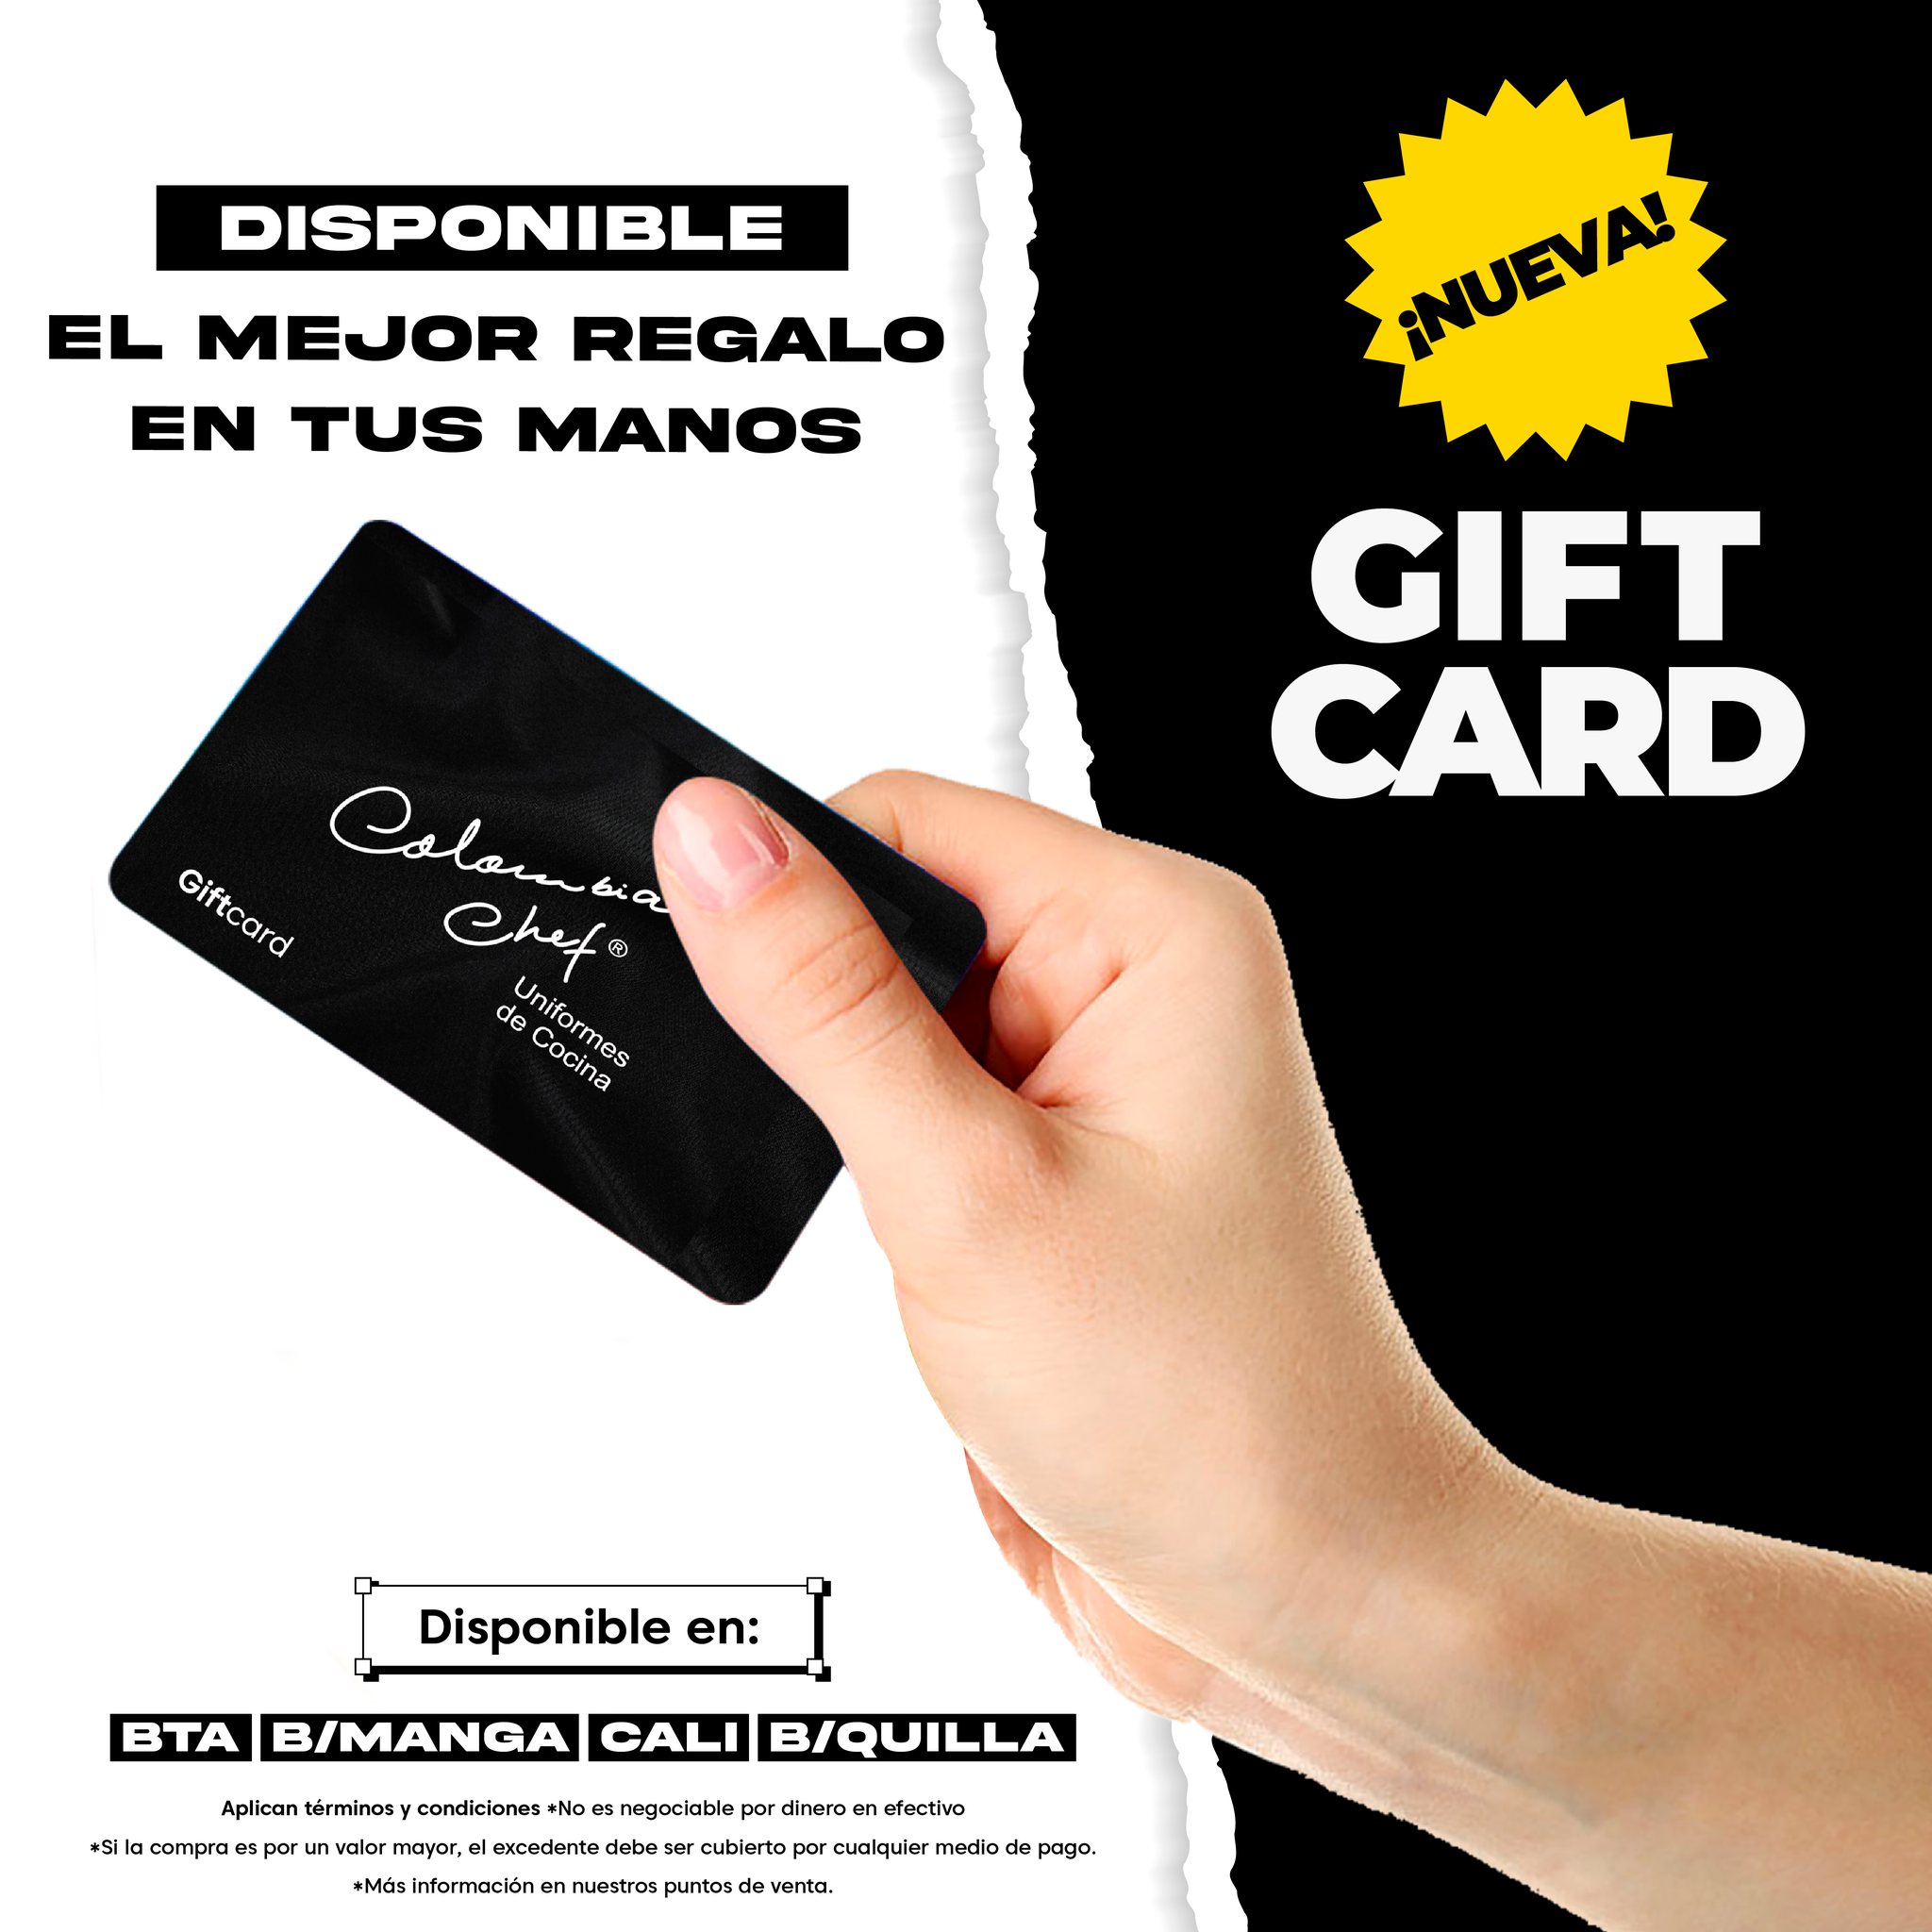 DISPONIBLE
EL MEJOR REGALO
EN TUS MANOS
¡NUEVA!
GIFT
CARD
Colombia
Chef®
Uniformes
de Cocina
Giftcard
Disponible en:
BTA B/MANGA CALI B/QUILLA
Aplican términos y condiciones *No es negociable por dinero en efectivo
*Si la compra es por un valor mayor, el excedente debe ser cubierto por cualquier medio de pago.
*Más información en nuestros puntos de venta.